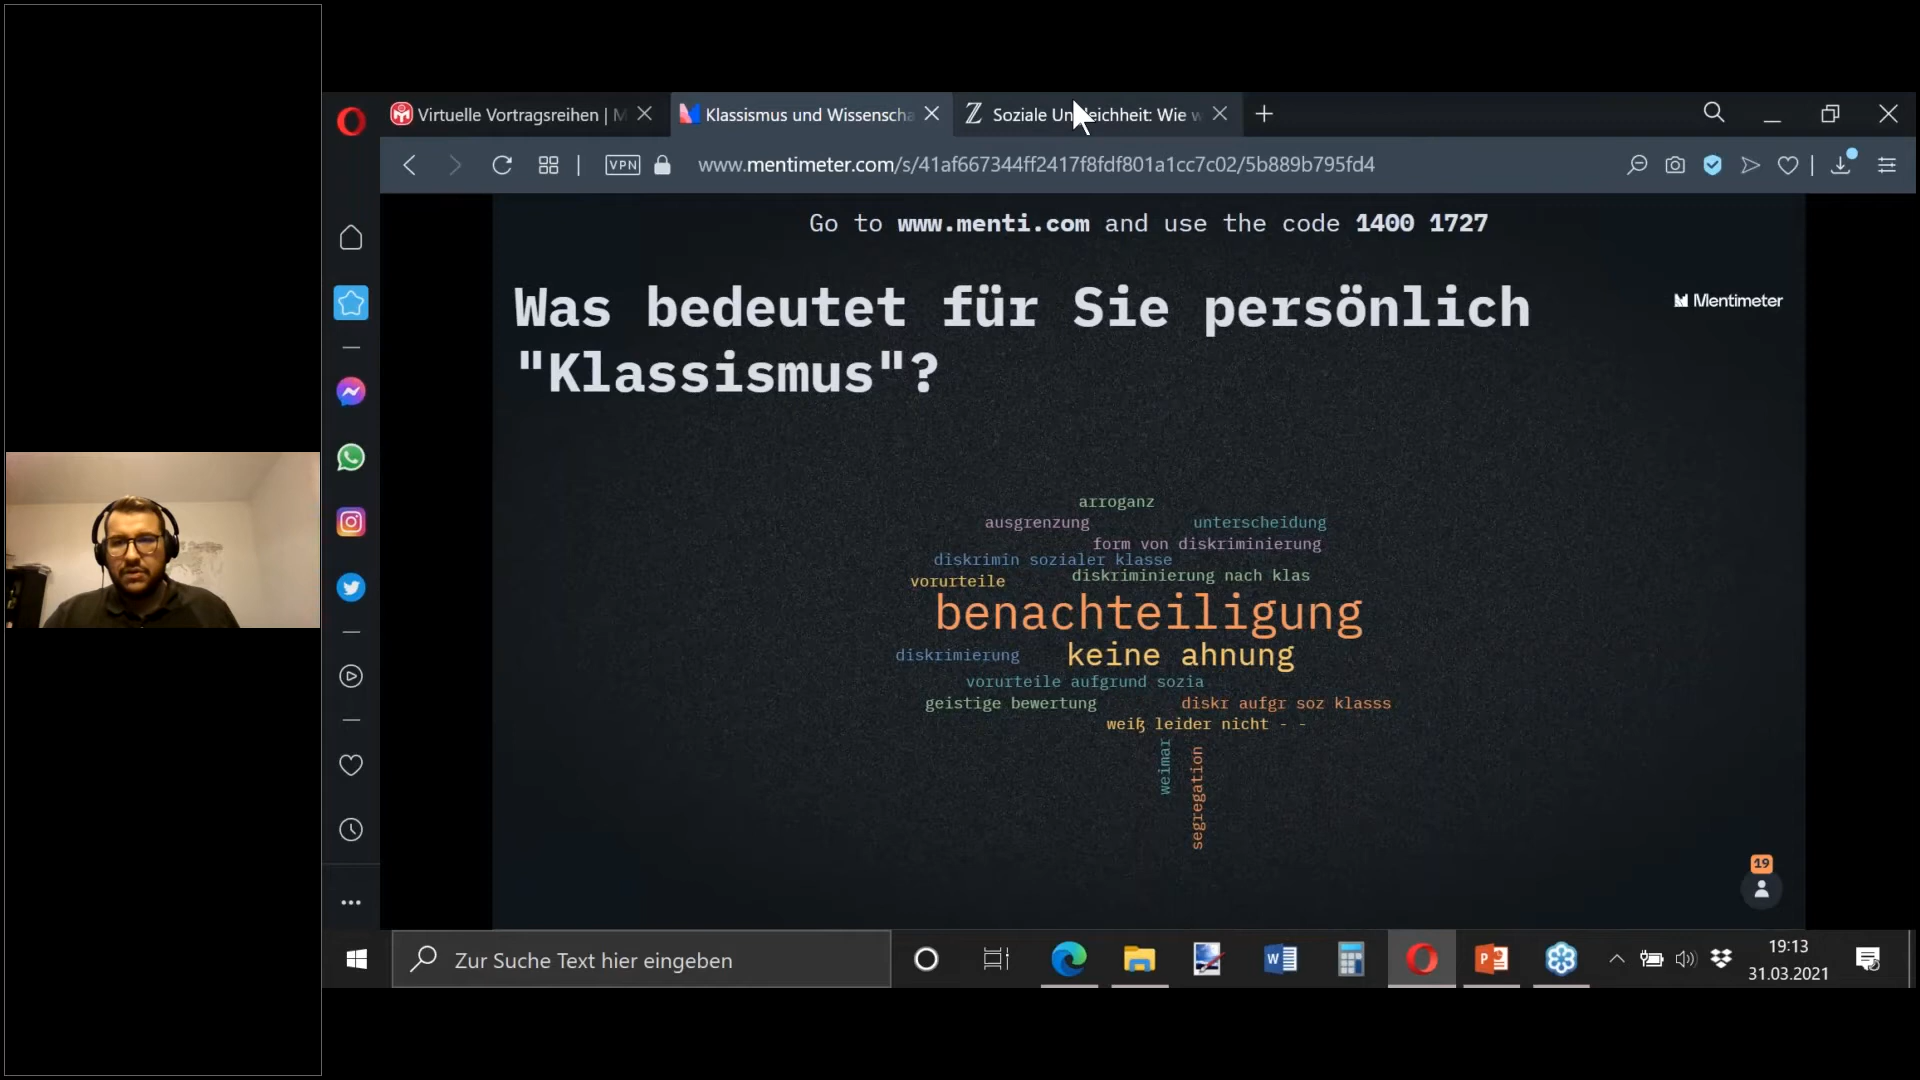 Virtuelle Vortragsreihen | M
Klassismus und Wissenscha
Soziale Un leichheit: Wie w
VPN
www.mentimeter.com/s/41af667344ff2417f8fdf801a1cc7c02/5b889b795fd4
Go to www.menti.com and use the code 1400 1727
Was bedeutet für Sie persönlich
"Klassismus"?
Mentimeter
arroganz
ausgrenzung
unterscheidung
form von diskriminierung
diskrimin sozialer klasse
diskriminierung nach klas
vorurteile
benachteiligung
keine ahnung
diskrimierung
vorurteile aufgrund sozia
geistige bewertung
diskr aufgr soz klasss
weiß leider nicht - -
weimar
segregation
19
Zur Suche Text hier eingeben
19:13
31.03.2021